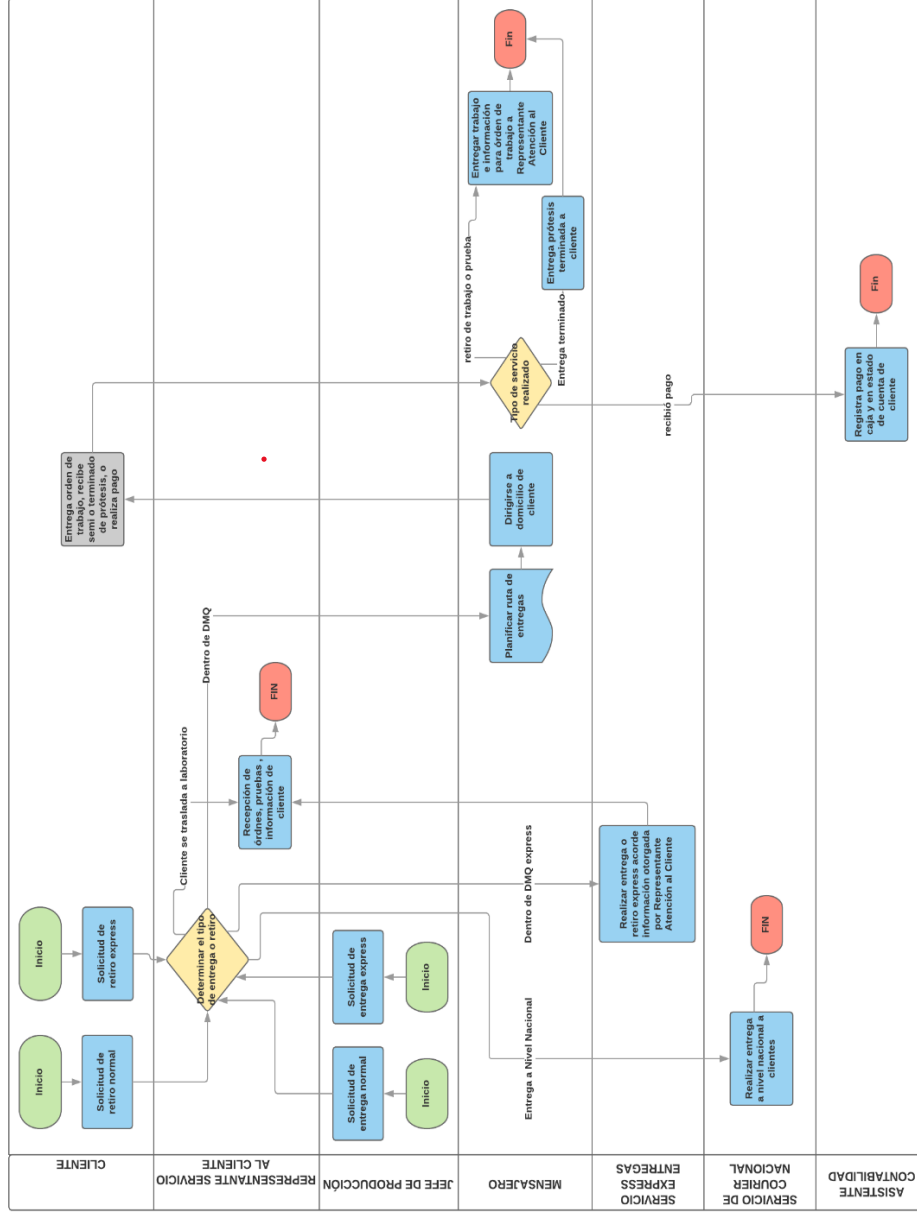 CLIENTE
Inicio
Solicitud de
retiro normal
Inicio
Solicitud de
retiro express
Entrega orden de
trabajo, recibe
semi o terminado
de prótesis, o
realiza pago
REPRESENTANTE SERVICIO
AL CLIENTE
Determinar el tipo
de entrega o retiro
Cliente se traslada a laboratorio
Recepción de
órdnes, pruebas ,
información de
cliente
FIN
Dentro de DMQ
JEFE DE PRODUCCIÓN
Solicitud de
entrega normal
Inicio
Solicitud de
entrega express
Inicio
MENSAJERO
Entrega a Nivel Nacional
Dentro de DMQ express
Planificar ruta de
entregas
Dirigirse a
domicilio de
cliente
Tipo de servicio
realizado
retiro de trabajo o prueba
Entregar trabajo
e información
para órden de
trabajo a
Representante
Atención al
Cliente
Fin
Entrega terminado
Entrega prótesis
terminada a
cliente
SERVICIO
EXPRESS
ENTREGAS
Realizar entrega o
retiro express acorde
información otorgada
por Representante
Atención al Cliente
recibió pago
SERVICIO DE
COURIER
NACIONAL
Realizar entrega
a nivel nacional a
clientes
FIN
ASISTENTE
CONTABILIDAD
Registra pago en
caja y en estado
de cuenta de
cliente
Fin